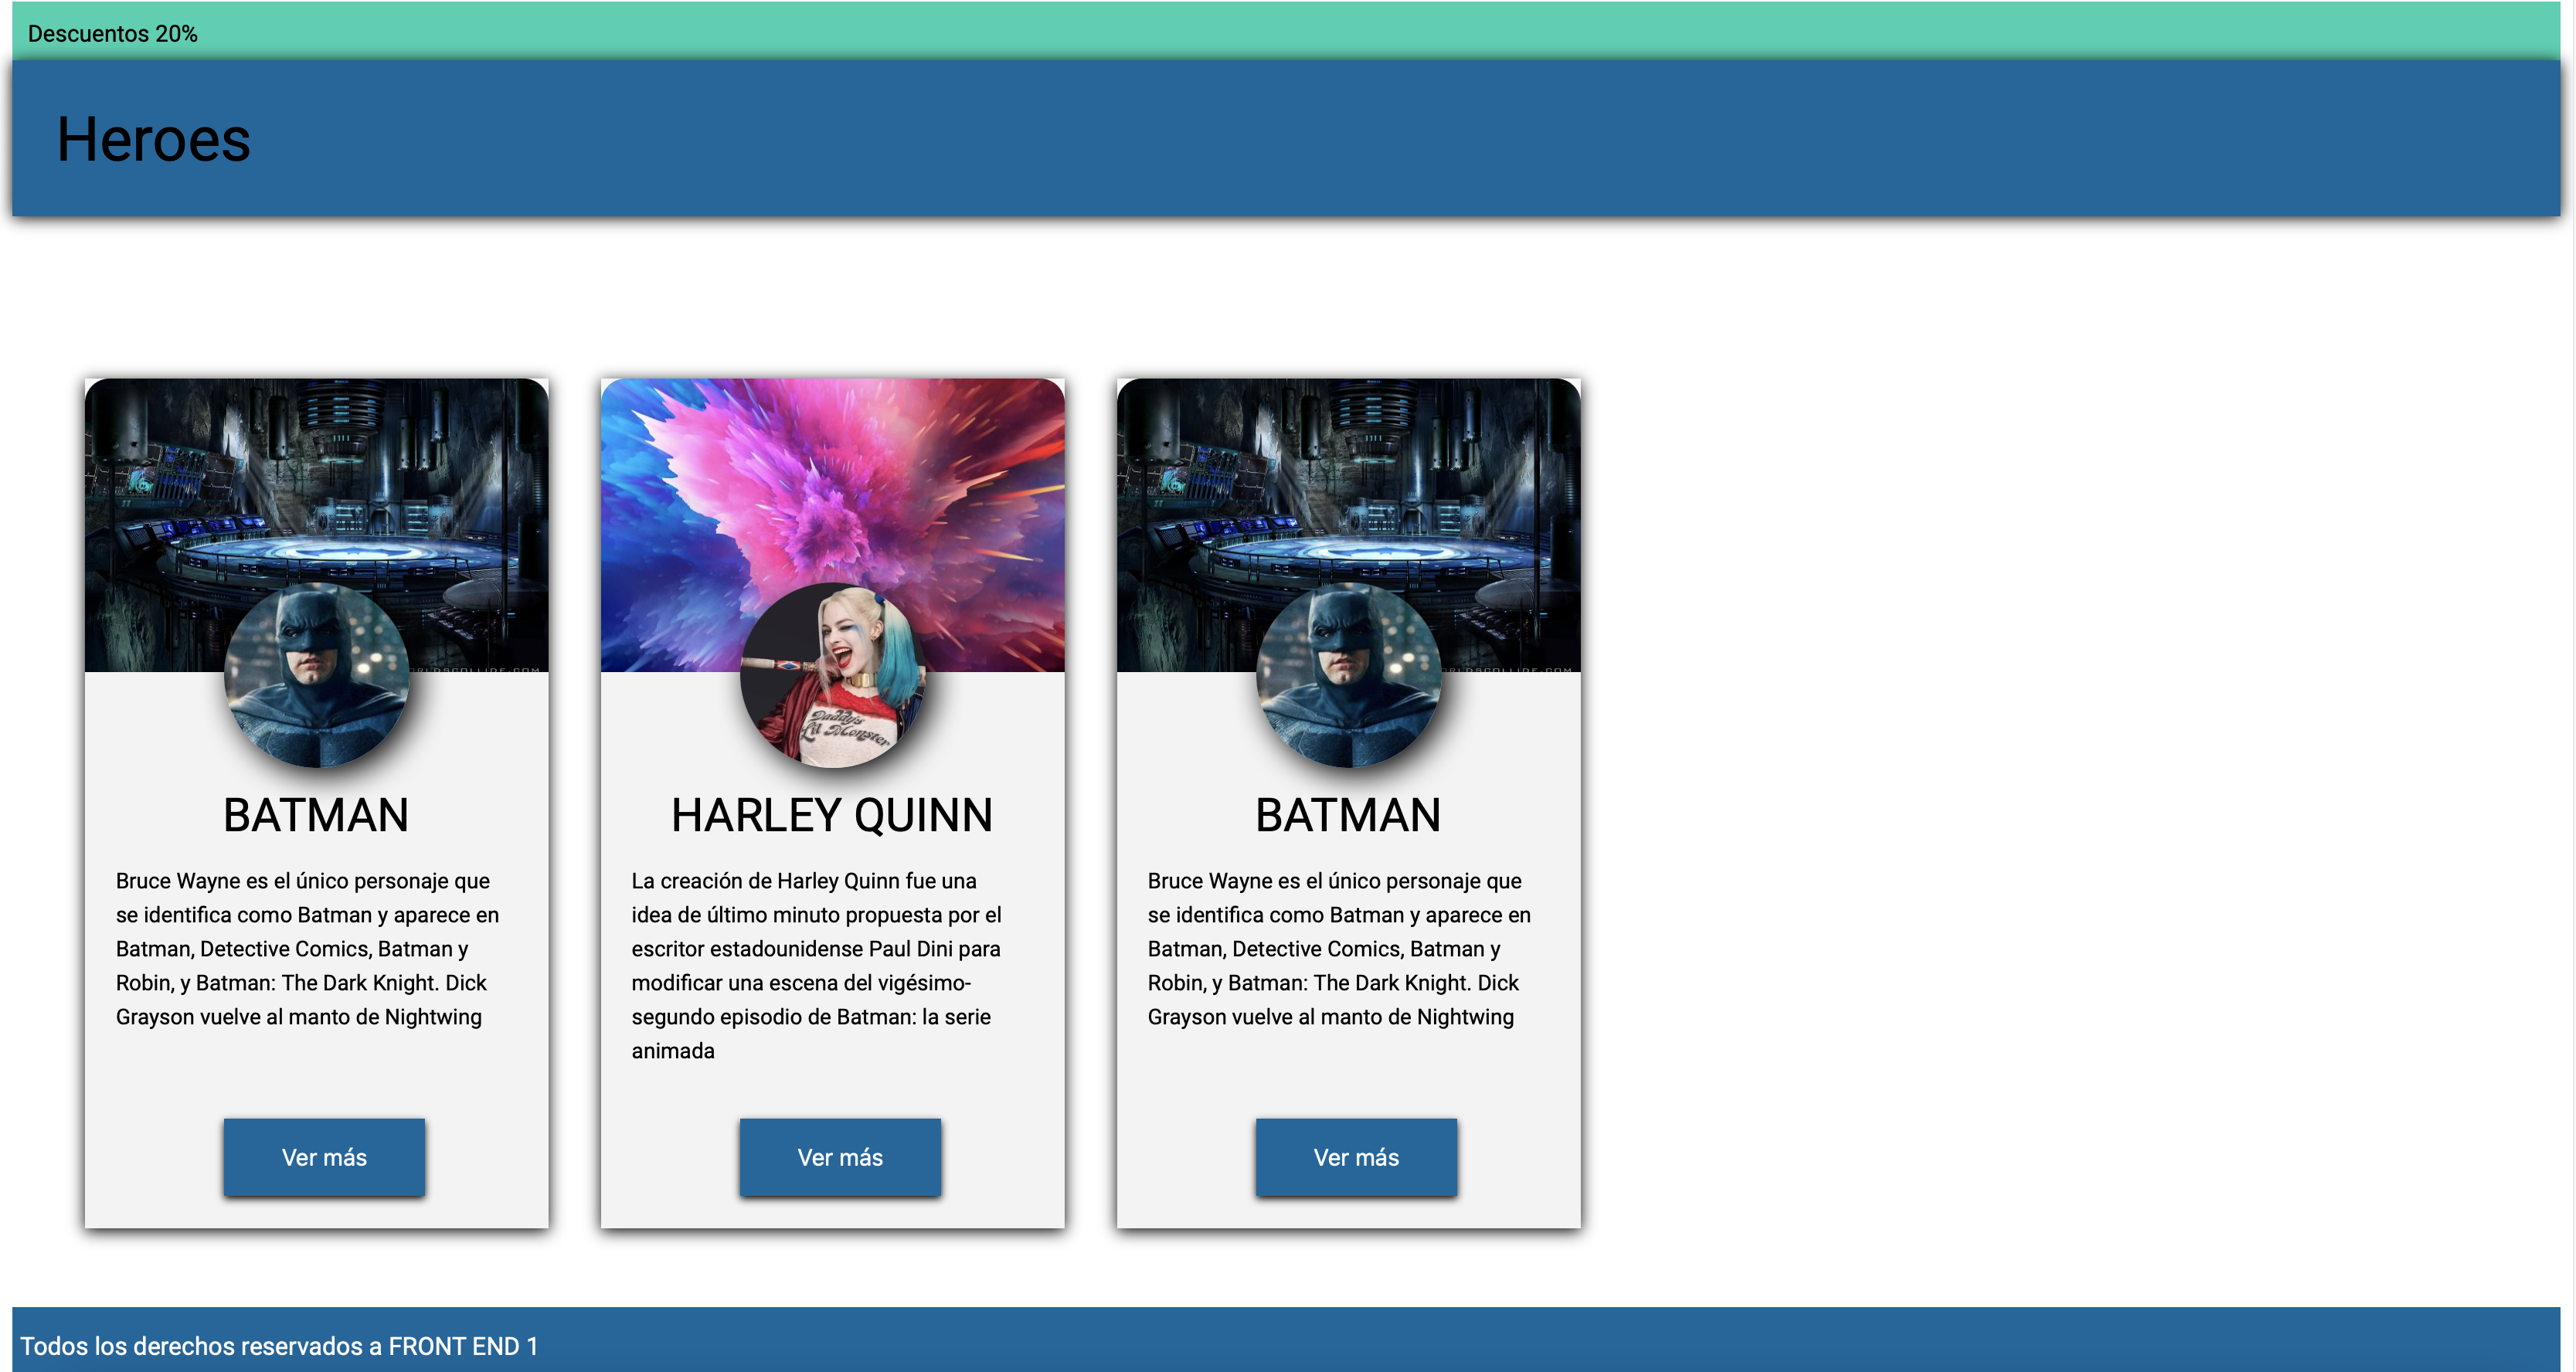 Descuentos 20%
Heroes
BATMAN
Bruce Wayne es el único personaje que
se identifica como Batman y aparece en
Batman, Detective Comics, Batman y
Robin, y Batman: The Dark Knight. Dick
Grayson vuelve al manto de Nightwing
Ver más
Daddy's
Lil Monster
HARLEY QUINN
La creación de Harley Quinn fue una
idea de último minuto propuesta por el
escritor estadounidense Paul Dini para
modificar una escena del vigésimo-
segundo episodio de Batman: la serie
animada
Ver más
BATMAN
Bruce Wayne es el único personaje que
se identifica como Batman y aparece en
Batman, Detective Comics, Batman y
Robin, y Batman: The Dark Knight. Dick
Grayson vuelve al manto de Nightwing
Ver más
Todos los derechos reservados a FRONT END 1